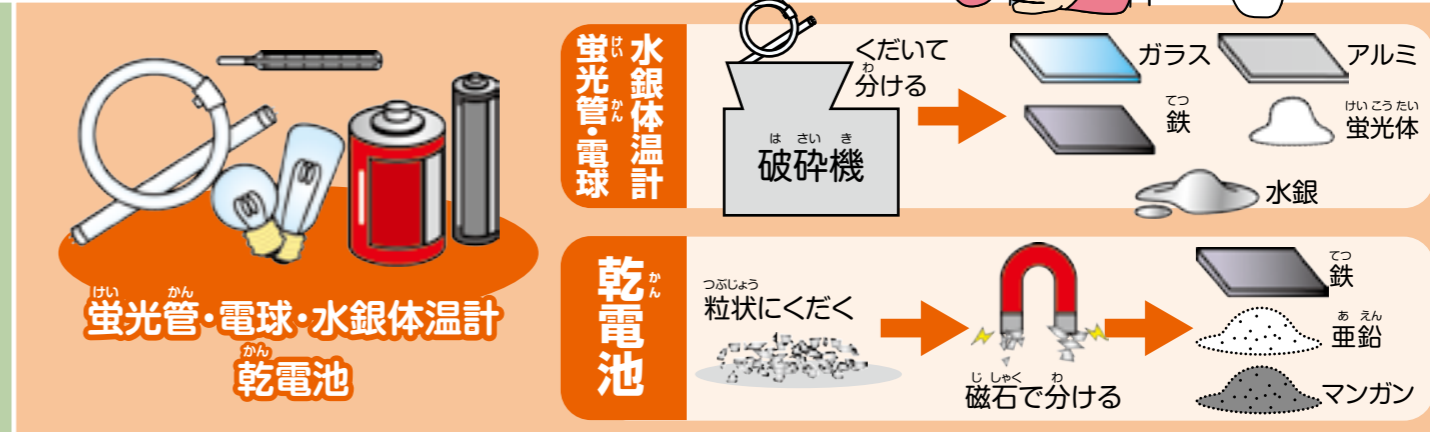 蛍光管・電球・水銀体温計
乾電池
蛍光管・電球
水銀体温計
くだいて
分ける
破砕機
ガラス
アルミ
鉄
蛍光体
水銀
乾電池
粒状にくだく
磁石で分ける
鉄
亜鉛
マンガン